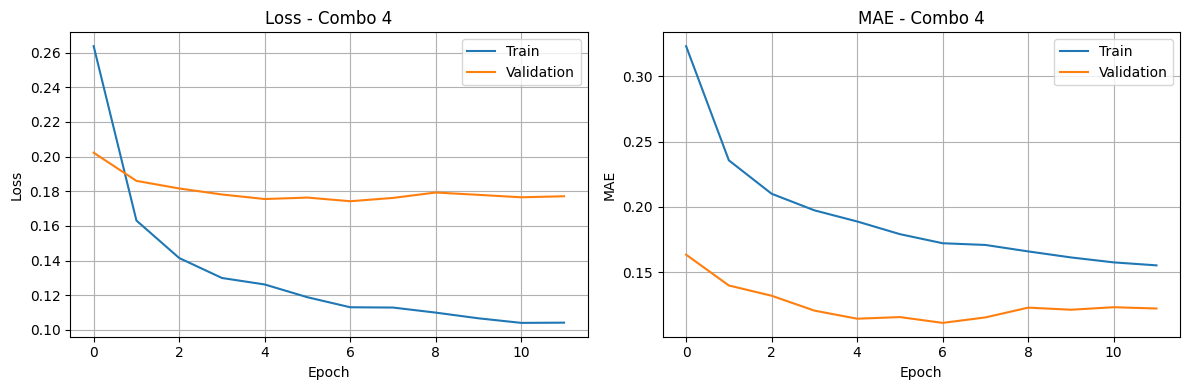 Loss - Combo 4
0.26
0.24
0.22
0.20
0.18
0.16
0.14
0.12
0.10
Loss
0
2
4
6
8
10
Epoch
Train
Validation
MAE - Combo 4
0.30
0.25
0.20
0.15
MAE
0
2
4
6
8
10
Epoch
Train
Validation